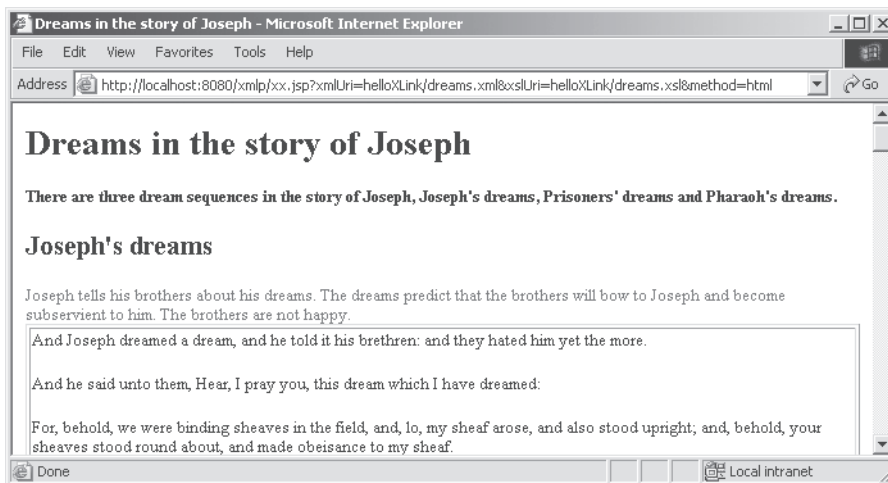 Dreams in the story of Joseph - Microsoft Internet Explorer
File Edit View Favorites Tools Help
Address http://localhost:8080/xmlp/xx.jsp?xmlUri=helloXLink/dreams.xml&xslUri=helloXLink/dreams.xsl&method=html Go
Dreams in the story of Joseph
There are three dream sequences in the story of Joseph, Joseph's dreams, Prisoners' dreams and Pharaoh's dreams.
Joseph's dreams
Joseph tells his brothers about his dreams. The dreams predict that the brothers will bow to Joseph and become
subservient to him. The brothers are not happy.
And Joseph dreamed a dream, and he told it his brethren: and they hated him yet the more.
And he said unto them, Hear, I pray you, this dream which I have dreamed:
For, behold, we were binding sheaves in the field, and, lo, my sheaf arose, and also stood upright; and, behold, your
sheaves stood round about, and made obeisance to my sheaf.
Done Local intranet